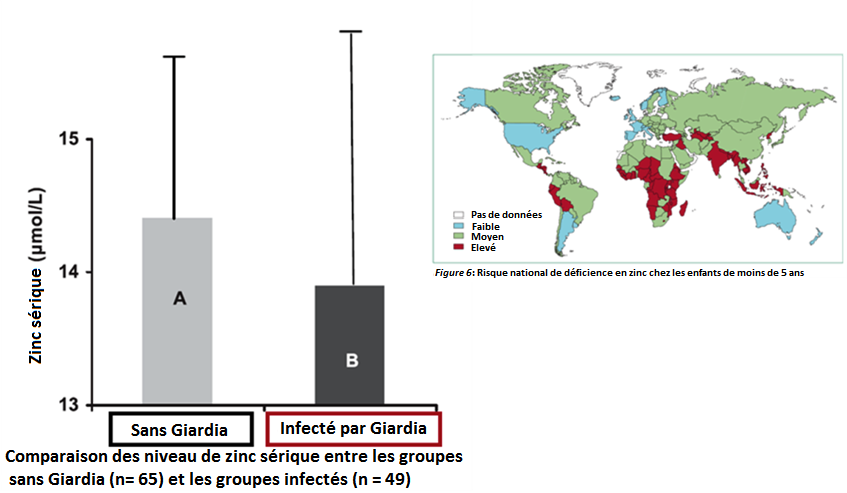 15
14
13
Zinc sérique (µmol/L)
A
B
Sans Giardia
Infecté par Giardia
Comparaison des niveau de zinc sérique entre les groupes
sans Giardia (n= 65) et les groupes infectés (n = 49)
Pas de données
Faible
Moyen
Elevé
Figure 6: Risque national de déficience en zinc chez les enfants de moins de 5 ans